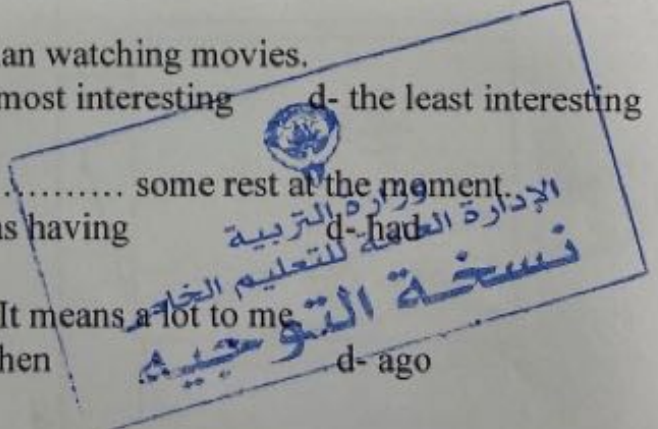 an watching movies.
most interesting d- the least interesting
............ some rest at the moment.
s having d- had
It means a lot to me
hen d- ago
وزارة التربية
الإدارة العامة للتعليم الخاص
نسخة التوجيه